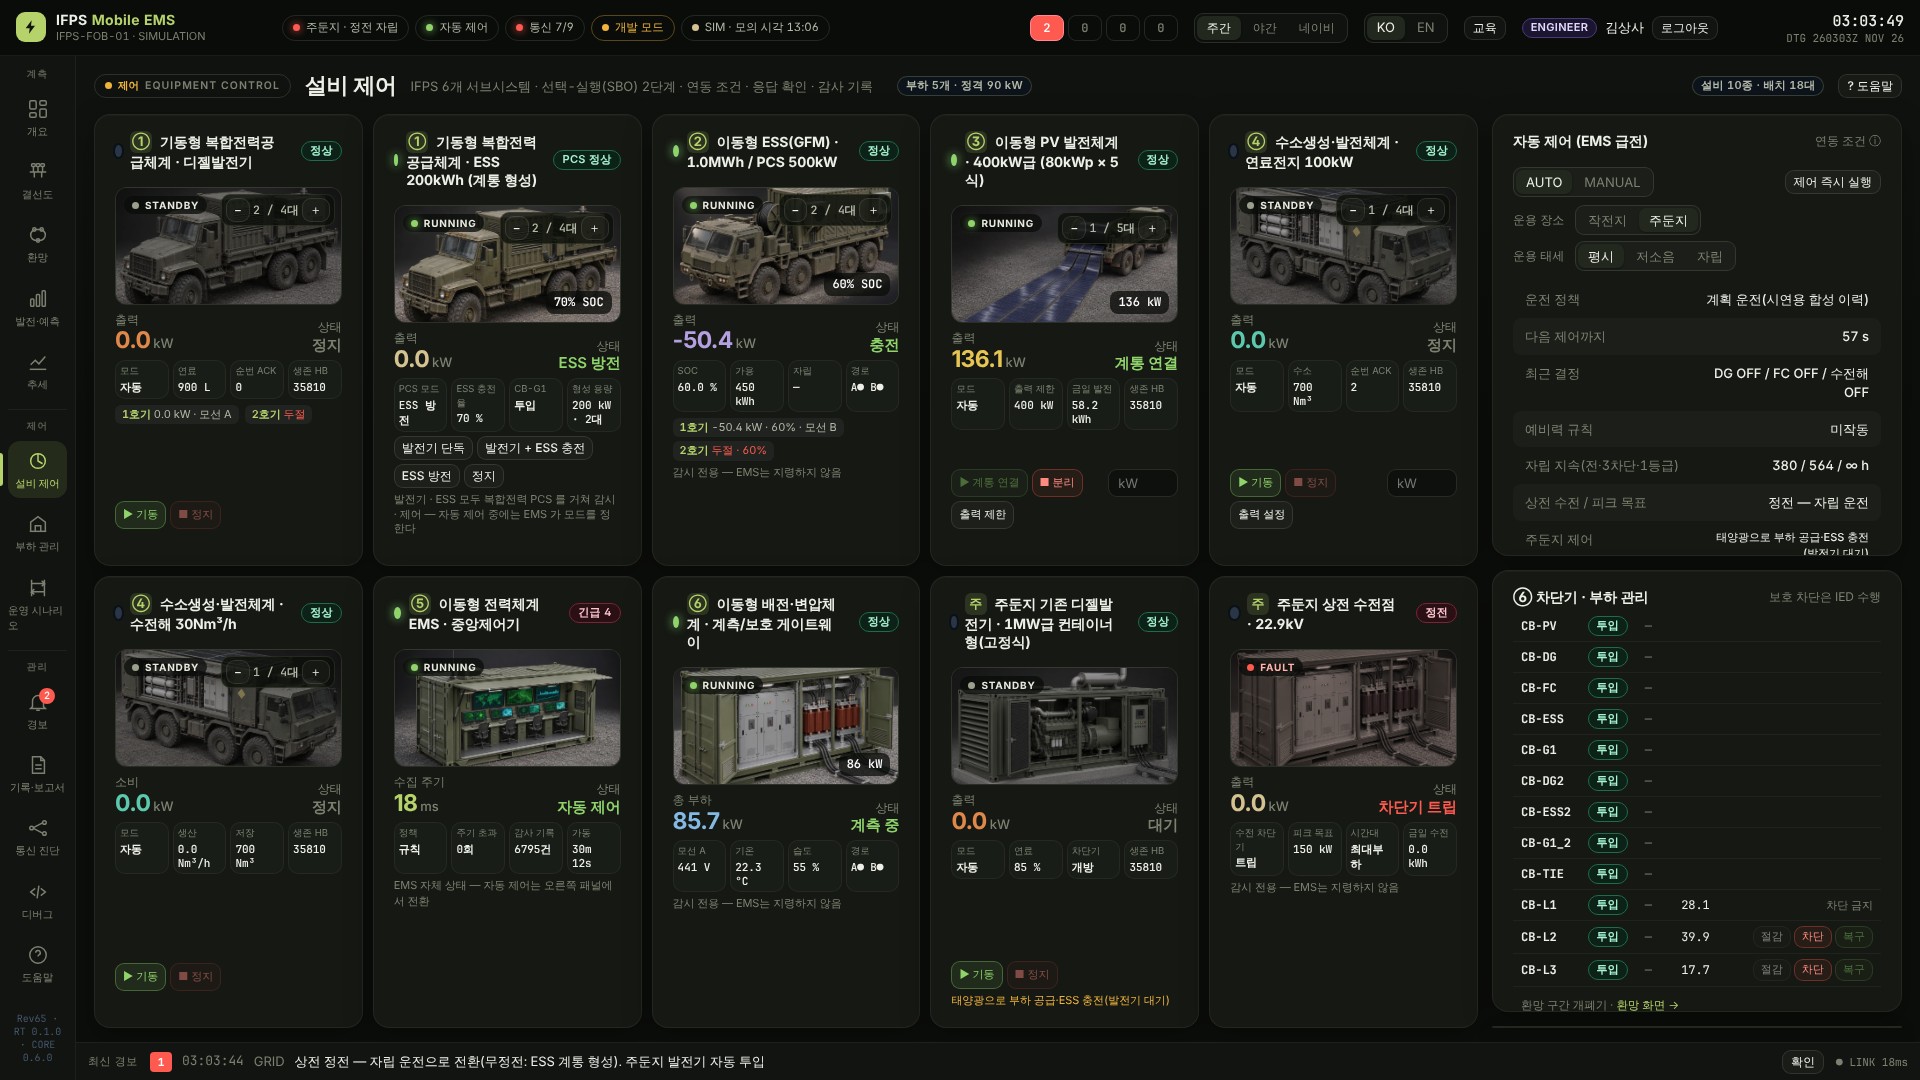 IFPS Mobile EMS
IFPS-FOB-01 · SIMULATION
주둔지 · 정전 자립
자동 제어
통신 7/9
개발 모드
SIM · 모의 시각 13:06
2 0 0 0
주간 야간 네이비
KO EN
교육
ENGINEER 김상사 로그아웃
03:03:49
DTG 260303Z NOV 26
계측
개요
결선도
환망
발전·예측
추세
제어
설비 제어
부하 관리
운영 시나리
오
관리
2
경보
기록·보고서
통신 진단
디버그
도움말
Rev65 ·
RT 0.1.0
· CORE
0.6.0
제어 EQUIPMENT CONTROL
설비 제어
IFPS 6개 서브시스템 · 선택-실행(SBO) 2단계 · 연동 조건 · 응답 확인 · 감사 기록
부하 5개 · 정격 90 kW
설비 10종 · 배치 18대
? 도움말
① 기동형 복합전력공
급체계 · 디젤발전기
정상
STANDBY
− 2 / 4대 +
출력
0.0 kW
상태
정지
모드 연료 순번 ACK 생존 HB
자동 900 L 0 35810
1호기 0.0 kW · 모선 A 2호기 두절
▶ 기동 ■ 정지
① 기동형 복합전력
공급체계 · ESS
200kWh (계통 형성)
PCS 정상
RUNNING
− 2 / 4대 +
70% SOC
출력
0.0 kW
상태
ESS 방전
PCS 모드 ESS 충전 CB-G1 형성 용량
율
ESS 방 70 % 투입 200 kW
전 · 2대
발전기 단독 발전기 + ESS 충전
ESS 방전 정지
발전기 · ESS 모두 복합전력 PCS 를 거쳐 감시
· 제어 — 자동 제어 중에는 EMS 가 모드를 정
한다
② 이동형 ESS(GFM) ·
1.0MWh / PCS 500kW
정상
RUNNING
− 2 / 4대 +
60% SOC
출력
-50.4 kW
상태
충전
SOC 가용 자립 경로
60.0 % 450 — A● B●
kWh
1호기 -50.4 kW · 60% · 모선 B
2호기 두절 · 60%
감시 전용 — EMS는 지령하지 않음
③ 이동형 PV 발전체계
· 400kW급 (80kWp × 5
식)
정상
RUNNING
− 1 / 5대 +
136 kW
출력
136.1 kW
상태
계통 연결
모드 출력 제한 금일 발전 생존 HB
자동 400 kW 58.2 35810
kWh
▶ 계통 연결 ■ 분리 kW
출력 제한
④ 수소생성·발전체계 ·
연료전지 100kW
정상
STANDBY
− 1 / 4대 +
출력
0.0 kW
상태
정지
모드 수소 순번 ACK 생존 HB
자동 700 2 35810
Nm³
▶ 기동 ■ 정지 kW
출력 설정
④ 수소생성·발전체계 ·
수전해 30Nm³/h
정상
STANDBY
− 1 / 4대 +
소비
0.0 kW
상태
정지
모드 생산 저장 생존 HB
자동 0.0 700 35810
Nm³/h Nm³
▶ 기동 ■ 정지
⑤ 이동형 전력체계
EMS · 중앙제어기
긴급 4
RUNNING
수집 주기
18 ms
상태
자동 제어
정책 주기 초과 감사 기록 가동
규칙 0회 6795건 30m
12s
EMS 자체 상태 — 자동 제어는 오른쪽 패널에
서 전환
⑥ 이동형 배전·변압체
계 · 계측/보호 게이트웨
이
정상
RUNNING
86 kW
총 부하
85.7 kW
상태
계측 중
모선 A 기온 습도 경로
441 V 22.3 55 % A● B●
°C
감시 전용 — EMS는 지령하지 않음
주 주둔지 기존 디젤발
전기 · 1MW급 컨테이너
형(고정식)
정상
STANDBY
출력
0.0 kW
상태
대기
모드 연료 차단기 생존 HB
자동 85 % 개방 35810
▶ 기동 ■ 정지
태양광으로 부하 공급·ESS 충전(발전기 대기)
주 주둔지 상전 수전점
· 22.9kV
정전
FAULT
출력
0.0 kW
상태
차단기 트립
수전 차단 피크 목표 시간대 금일 수전
기
트립 150 kW 최대부 0.0
하 kWh
감시 전용 — EMS는 지령하지 않음
자동 제어 (EMS 급전)
연동 조건 ⓘ
AUTO MANUAL
제어 즉시 실행
운용 장소 작전지 주둔지
운용 태세 평시 저소음 자립
운전 정책 계획 운전(시연용 합성 이력)
다음 제어까지 57 s
최근 결정 DG OFF / FC OFF / 수전해
OFF
예비력 규칙 미작동
자립 지속(전·3차단·1등급) 380 / 564 / ∞ h
상전 수전 / 피크 목표 정전 — 자립 운전
주둔지 제어 태양광으로 부하 공급·ESS 충전
(발전기 대기)
⑥ 차단기 · 부하 관리
보호 차단은 IED 수행
CB-PV 투입 —
CB-DG 투입 —
CB-FC 투입 —
CB-ESS 투입 —
CB-G1 투입 —
CB-DG2 투입 —
CB-ESS2 투입 —
CB-G1_2 투입 —
CB-TIE 투입 —
CB-L1 투입 — 28.1 차단 금지
CB-L2 투입 — 39.9 절감 차단 복구
CB-L3 투입 — 17.7 절감 차단 복구
환망 구간 개폐기 · 환망 화면 →
최신 경보 1 03:03:44 GRID 상전 정전 — 자립 운전으로 전환(무정전: ESS 계통 형성). 주둔지 발전기 자동 투입
확인
LINK 18ms